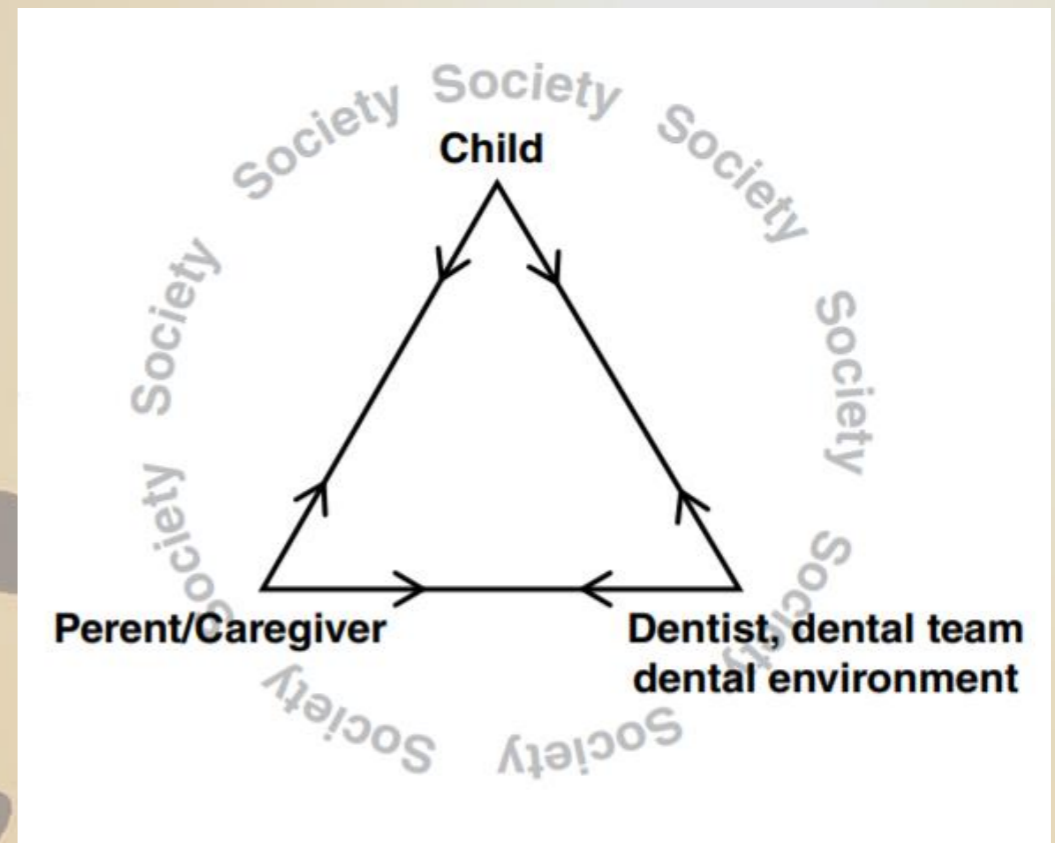 Society
Society
Society
Child
Society
Society
Society
Society
Perent/Caregiver
Dentist, dental team
dental environment
Society
Society
Society